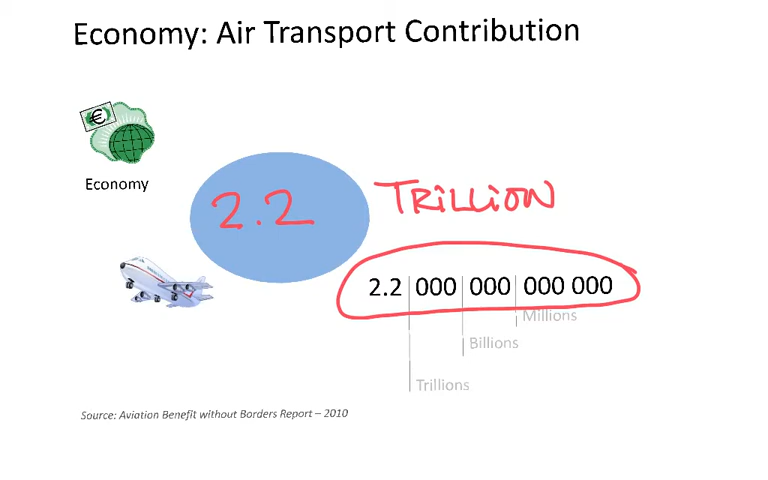 Economy: Air Transport Contribution
€
Economy
2.2 TRILLION
2.2 000 000 000 000
Millions
Billions
Trillions
Source: Aviation Benefit without Borders Report – 2010